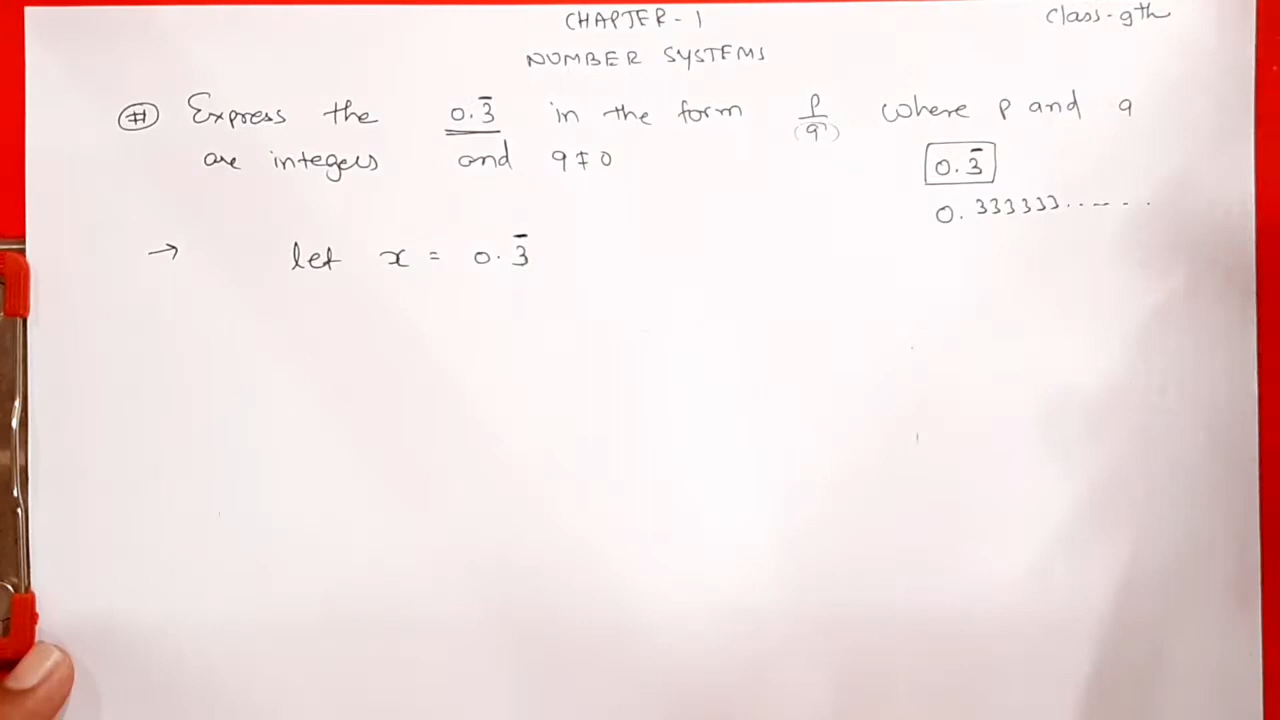 CHAPTER - 1
Class - 9th
NUMBER SYSTEMS
# Express the 0.3̅ in the form p/q where p and q
are integers and q ≠ 0
0.3̅
0.333333.......
→ let x = 0.3̅